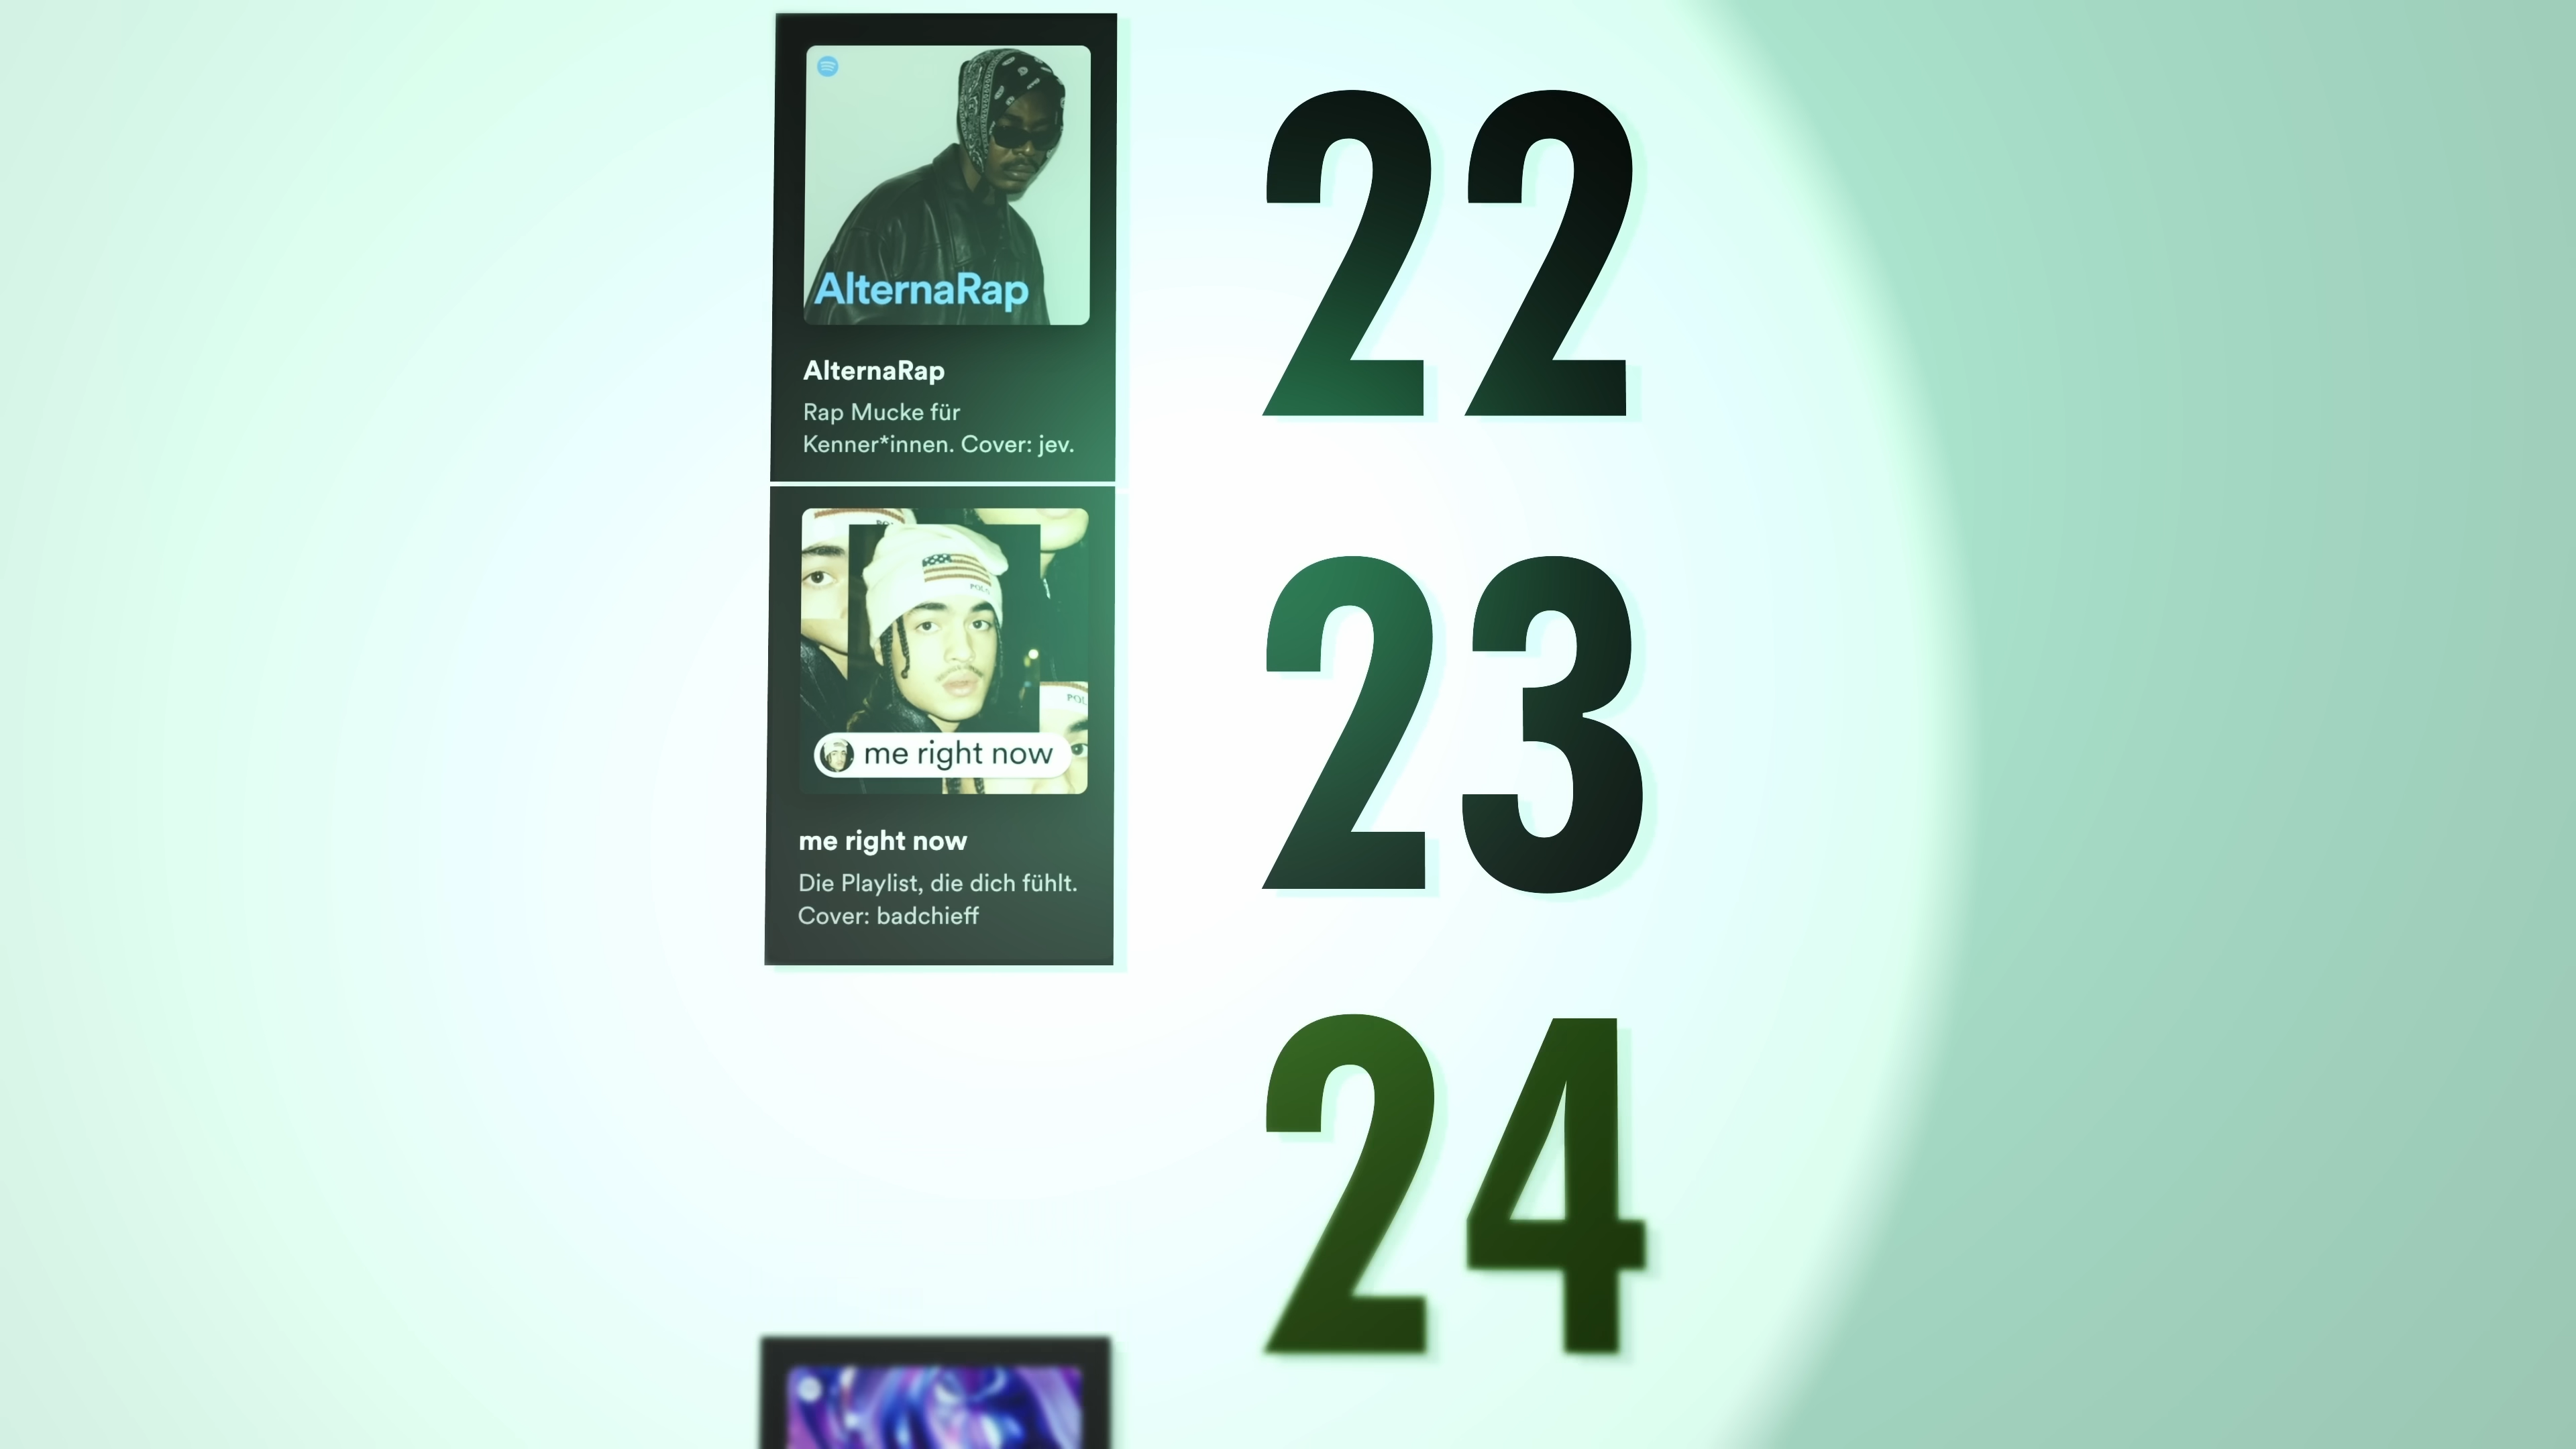 AlternaRap
22
AlternaRap
Rap Mucke für
Kenner*innen. Cover: jev.
POLO
me right now
23
me right now
Die Playlist, die dich fühlt.
Cover: badchieff
24